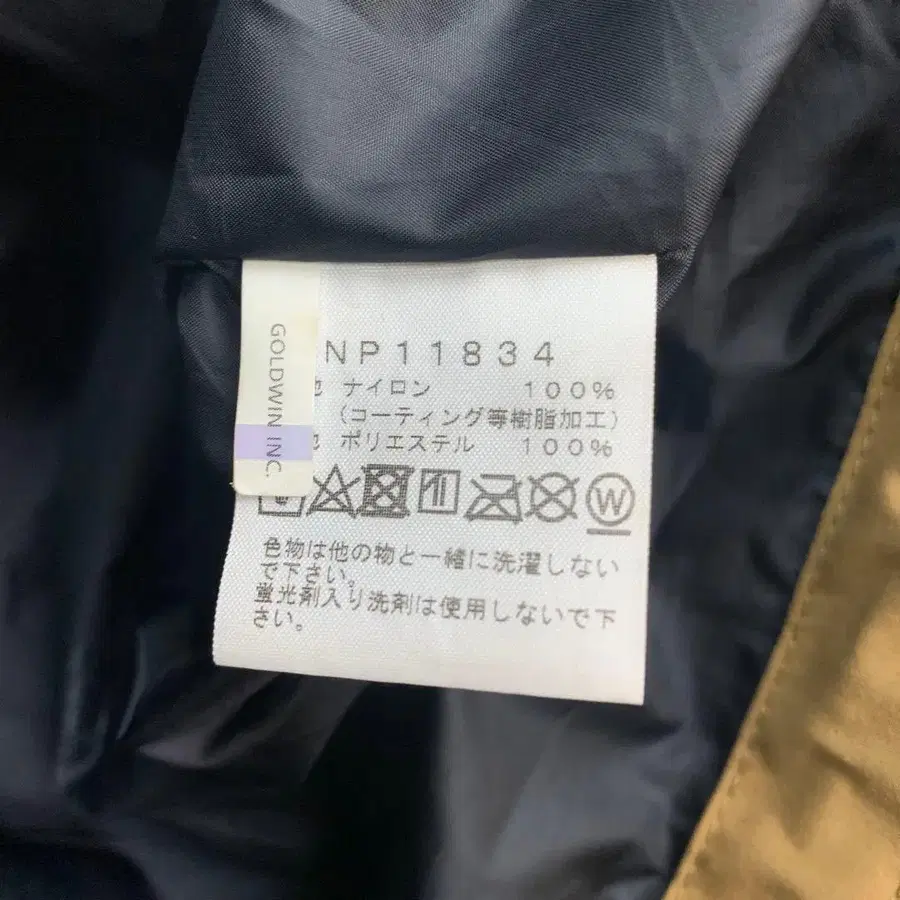 GOLDWIN INC.
NP11834
地 ナイロン 100%
(コーティング等樹脂加工)
地 ポリエステル 100%
W
色物は他の物と一緒に洗濯しない
で下さい。
蛍光剤入り洗剤は使用しないで下
さい。